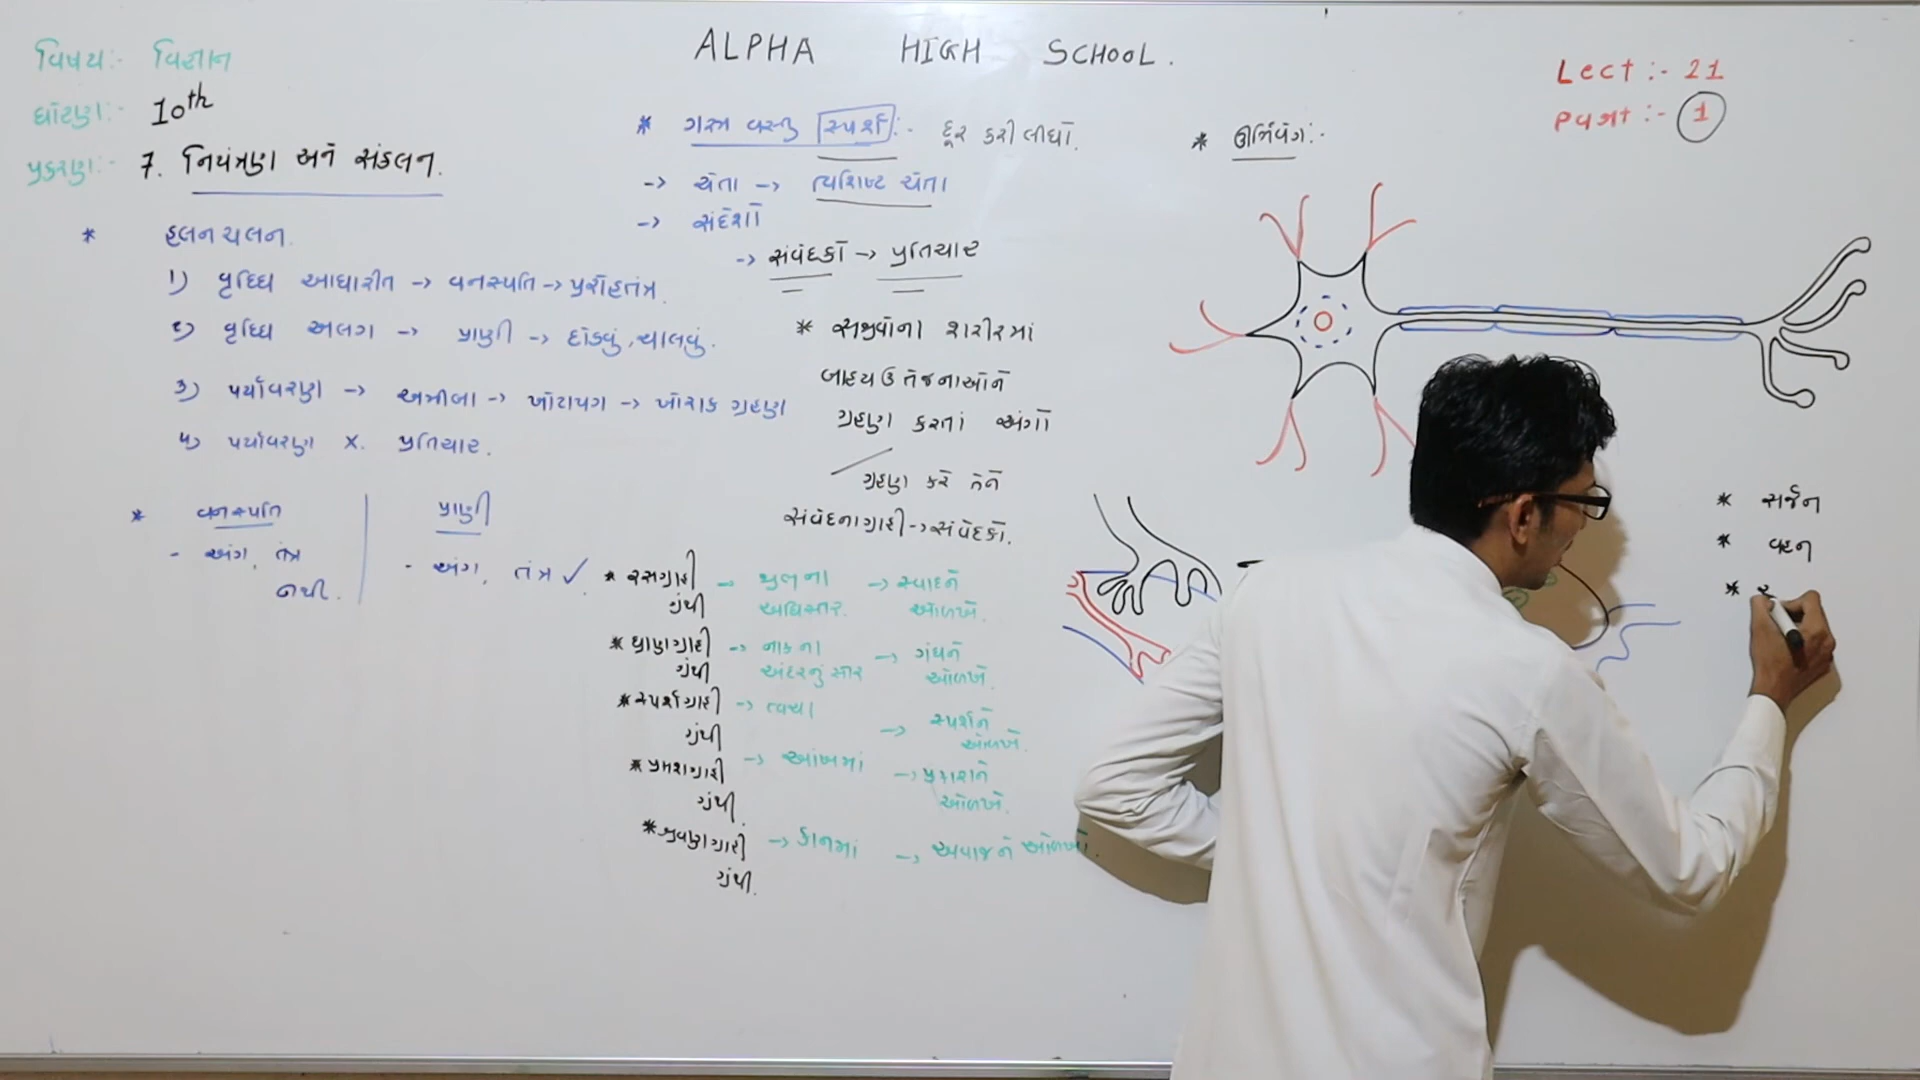 ALPHA HIGH SCHOOL.
વિષય:- વિજ્ઞાન
ધોરણ:- 10th
પ્રકરણ:- 7. નિયંત્રણ અને સંકલન.
* હલન ચલન.
1) વૃધ્ધિ આધારીત -> વનસ્પતિ -> પ્રરોહતંત્ર.
2) વૃધ્ધિ અલગ -> પ્રાણી -> દોડવું, ચાલવું.
3) પર્યાવરણ -> અમીબા -> ખોટાપગ -> ખોરાક ગ્રહણ
4) પર્યાવરણ X. પ્રતિચાર.
* વનસ્પતિ
- અંગ, તંત્ર
નથી.
પ્રાણી
- અંગ, તંત્ર ✓
* ગરમ વસ્તુ સ્પર્શ:- દૂર કરી લીધો.
-> ચેતા -> વિશિષ્ટ ચેતા
-> સંદેશો
-> સંવેદકો -> પ્રતિચાર
* સજીવોના શરીરમાં
બાહ્ય ઉત્તેજનાઓને
ગ્રહણ કરતાં અંગો
ગ્રહણ કરે તેને
સંવેદનાગ્રાહી -> સંવેદકો.
* રસગ્રાહી -> જીભના -> સ્વાદને
ગ્રંથી અધિસ્તર. ઓળખે.
* ઘ્રાણગ્રાહી -> નાકના -> ગંધને
ગ્રંથી અંદરનું સ્તર ઓળખે.
* સ્પર્શગ્રાહી -> ત્વચા -> સ્પર્શને
ગ્રંથી ઓળખે.
* પ્રકાશગ્રાહી -> આંખમાં -> પ્રકાશને
ગ્રંથી. ઓળખે.
* શ્રવણગ્રાહી -> કાનમાં -> અવાજને ઓળખે.
ગ્રંથી.
* ઊર્મિવેગ:-
Lect :- 21
Part :- 1
* સર્જન
* વહન
*